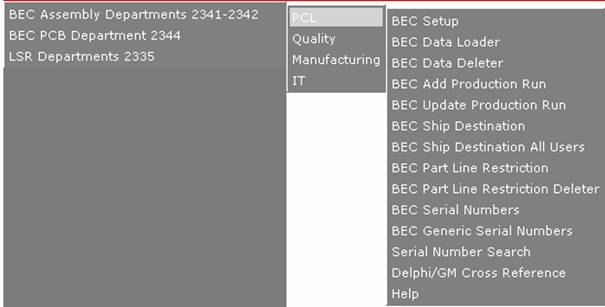 BEC Assembly Departments 2341-2342
BEC PCB Department 2344
LSR Departments 2335
PCL
Quality
Manufacturing
IT
BEC Setup
BEC Data Loader
BEC Data Deleter
BEC Add Production Run
BEC Update Production Run
BEC Ship Destination
BEC Ship Destination All Users
BEC Part Line Restriction
BEC Part Line Restriction Deleter
BEC Serial Numbers
BEC Generic Serial Numbers
Serial Number Search
Delphi/GM Cross Reference
Help